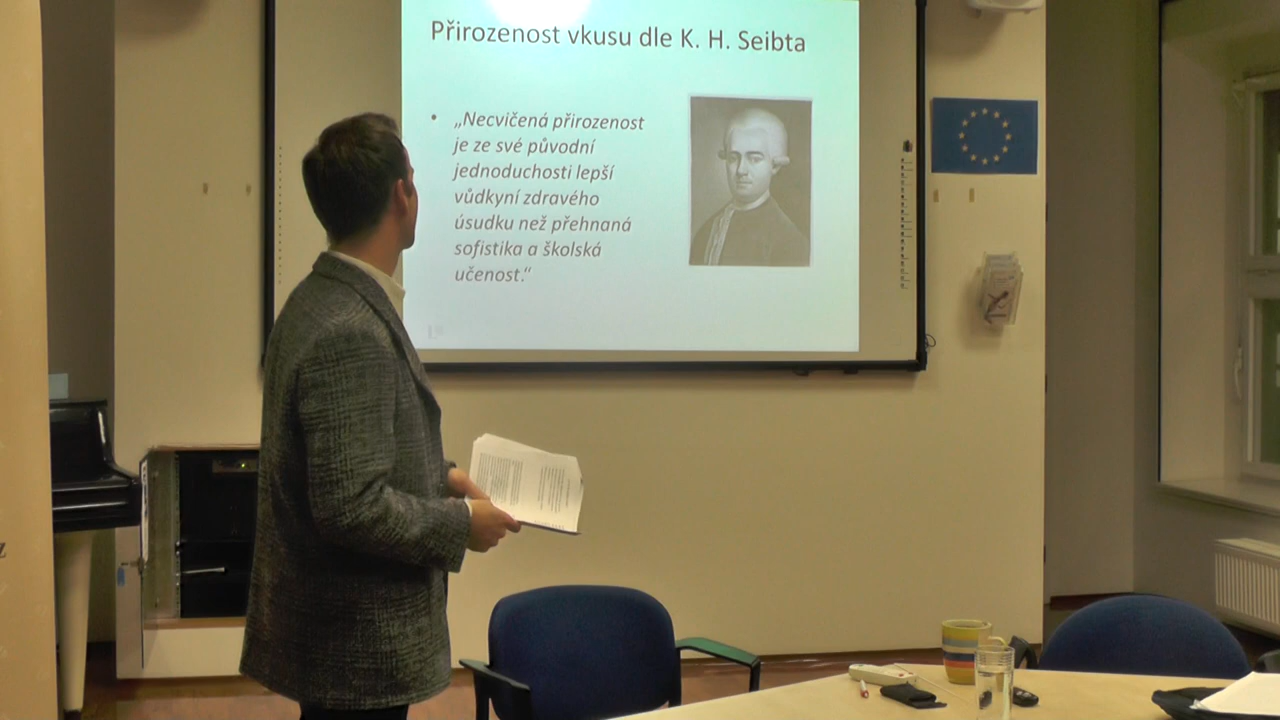 Přirozenost vkusu dle K. H. Seibta
• „Necvičená přirozenost
je ze své původní
jednoduchosti lepší
vůdkyní zdravého
úsudku než přehnaná
sofistika a školská
učenost.“